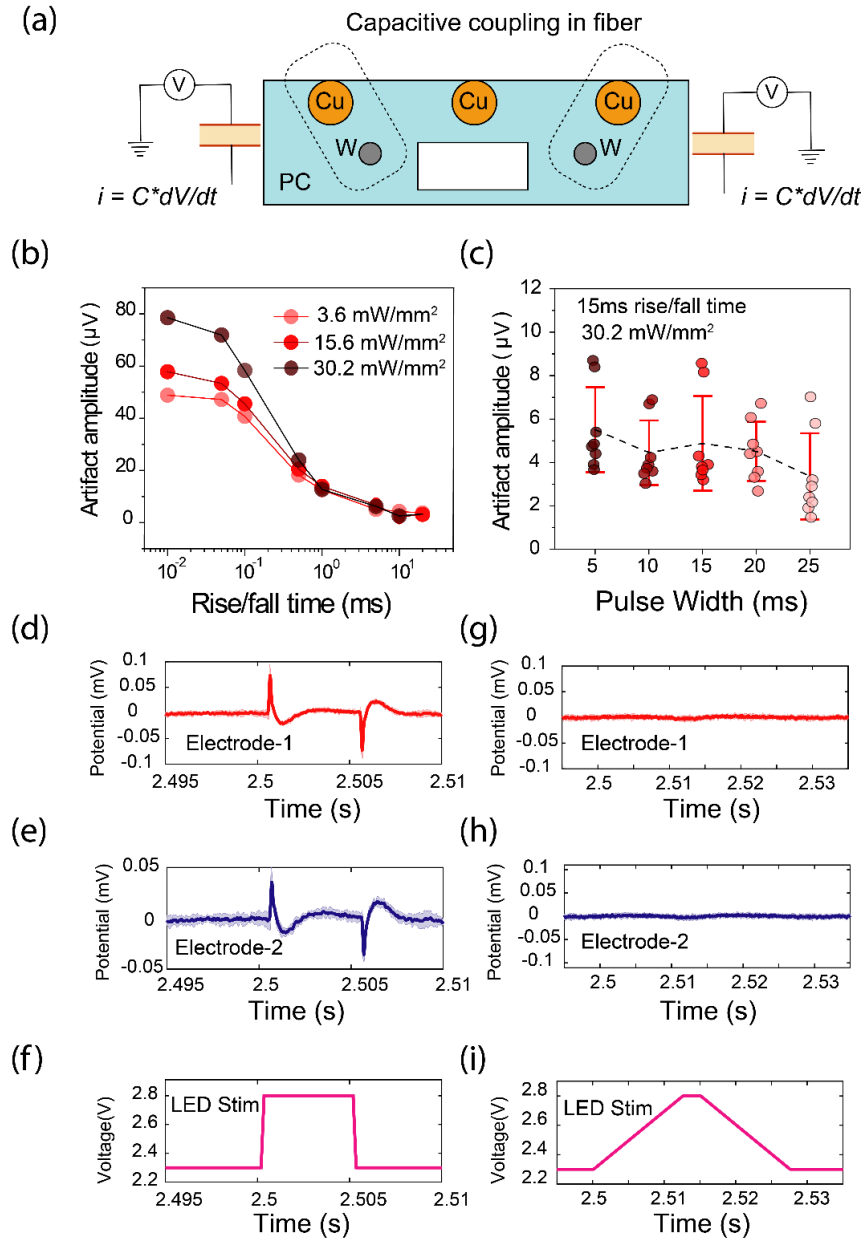 (a)
Capacitive coupling in fiber
V
Cu
Cu
Cu
V
W
W
PC
i = C*dV/dt
i = C*dV/dt
(b)
80
60
40
20
0
Artifact amplitude (µV)
3.6 mW/mm²
15.6 mW/mm²
30.2 mW/mm²
10⁻² 10⁻¹ 10⁰ 10¹
Rise/fall time (ms)
(c)
12
10
8
6
4
2
0
Artifact amplitude (µV)
15ms rise/fall time
30.2 mW/mm²
5 10 15 20 25
Pulse Width (ms)
(d)
0.1
0.05
0
-0.05
-0.1
Potential (mV)
Electrode-1
2.495 2.5 2.505 2.51
Time (s)
(g)
0.1
0.05
0
-0.05
-0.1
Potential (mV)
Electrode-1
2.5 2.51 2.52 2.53
Time (s)
(e)
0.05
0
-0.05
Potential (mV)
Electrode-2
2.495 2.5 2.505 2.51
Time (s)
(h)
0.1
0.05
0
-0.05
-0.1
Potential (mV)
Electrode-2
2.5 2.51 2.52 2.53
Time (s)
(f)
2.8
2.6
2.4
2.2
Voltage(V)
LED Stim
2.495 2.5 2.505 2.51
Time (s)
(i)
2.8
2.6
2.4
2.2
Voltage(V)
LED Stim
2.5 2.51 2.52 2.53
Time (s)